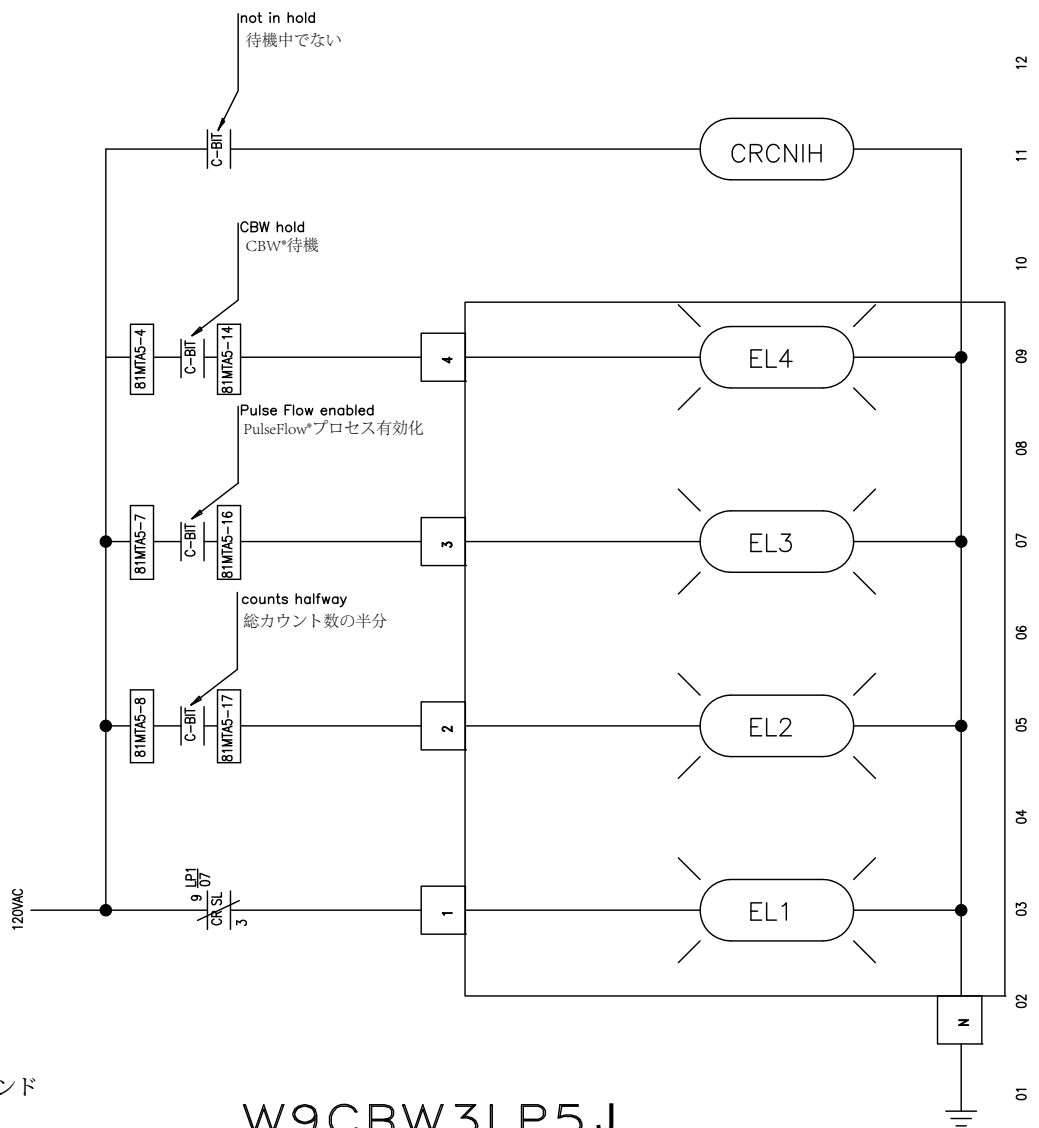 not in hold
待機中でない
C-BIT
CRCNIH
12
11
CBW hold
CBW®待機
10
81MTA5-4
C-BIT
81MTA5-14
4
EL4
09
Pulse Flow enabled
PulseFlow®プロセス有効化
08
81MTA5-7
C-BIT
81MTA5-16
3
EL3
07
counts halfway
総カウント数の半分
06
81MTA5-8
C-BIT
81MTA5-17
2
EL2
05
04
120VAC
9
LP1
07
CR SL
3
1
EL1
03
02
N
01
ンド
W9CBW3LP5J